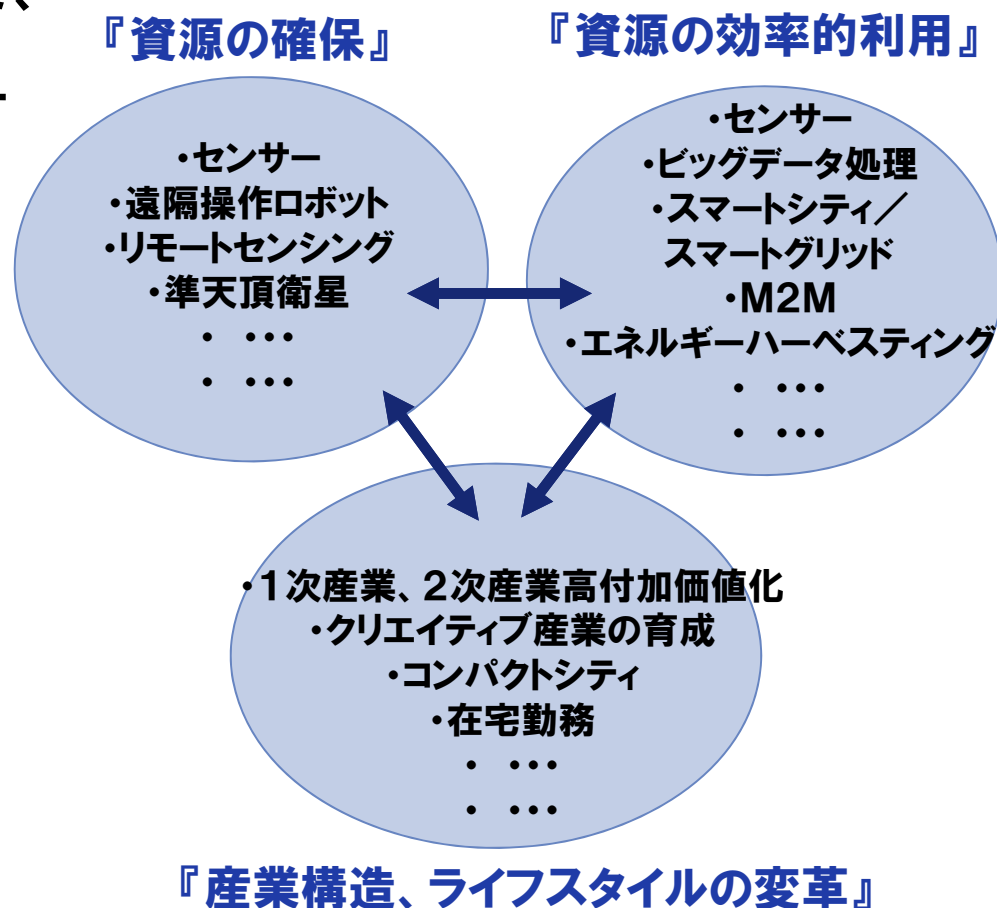 『資源の確保』
・センサー
・遠隔操作ロボット
・リモートセンシング
・準天頂衛星
・ …
・ …
『資源の効率的利用』
・センサー
・ビッグデータ処理
・スマートシティ／
スマートグリッド
・M2M
・エネルギーハーベスティング
・ …
・ …
・１次産業、２次産業高付加価値化
・クリエイティブ産業の育成
・コンパクトシティ
・在宅勤務
・ …
・ …
『産業構造、ライフスタイルの変革』